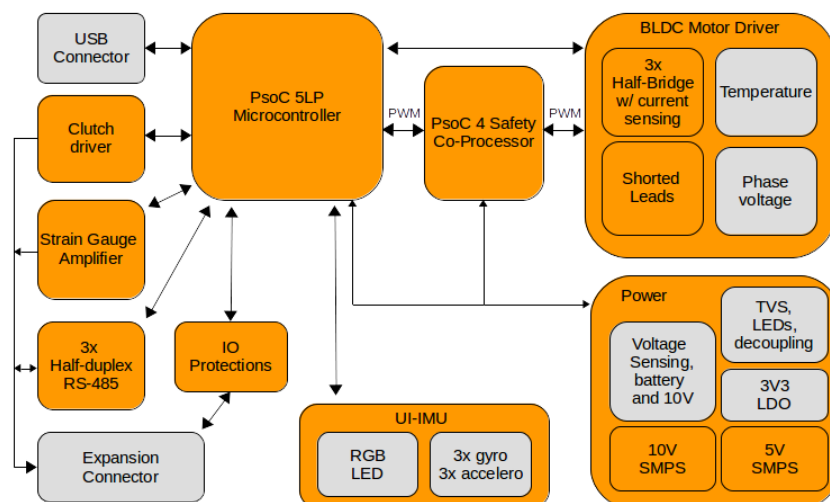 USB
Connector
PsoC 5LP
Microcontroller
BLDC Motor Driver
3x
Half-Bridge
w/ current
sensing
Temperature
Clutch
driver
PWM
PsoC 4 Safety
Co-Processor
PWM
Shorted
Leads
Phase
voltage
Strain Gauge
Amplifier
3x
Half-duplex
RS-485
IO
Protections
Power
Voltage
Sensing,
battery
and 10V
TVS,
LEDs,
decoupling
3V3
LDO
10V
SMPS
5V
SMPS
UI-IMU
RGB
LED
3x gyro
3x accelero
Expansion
Connector